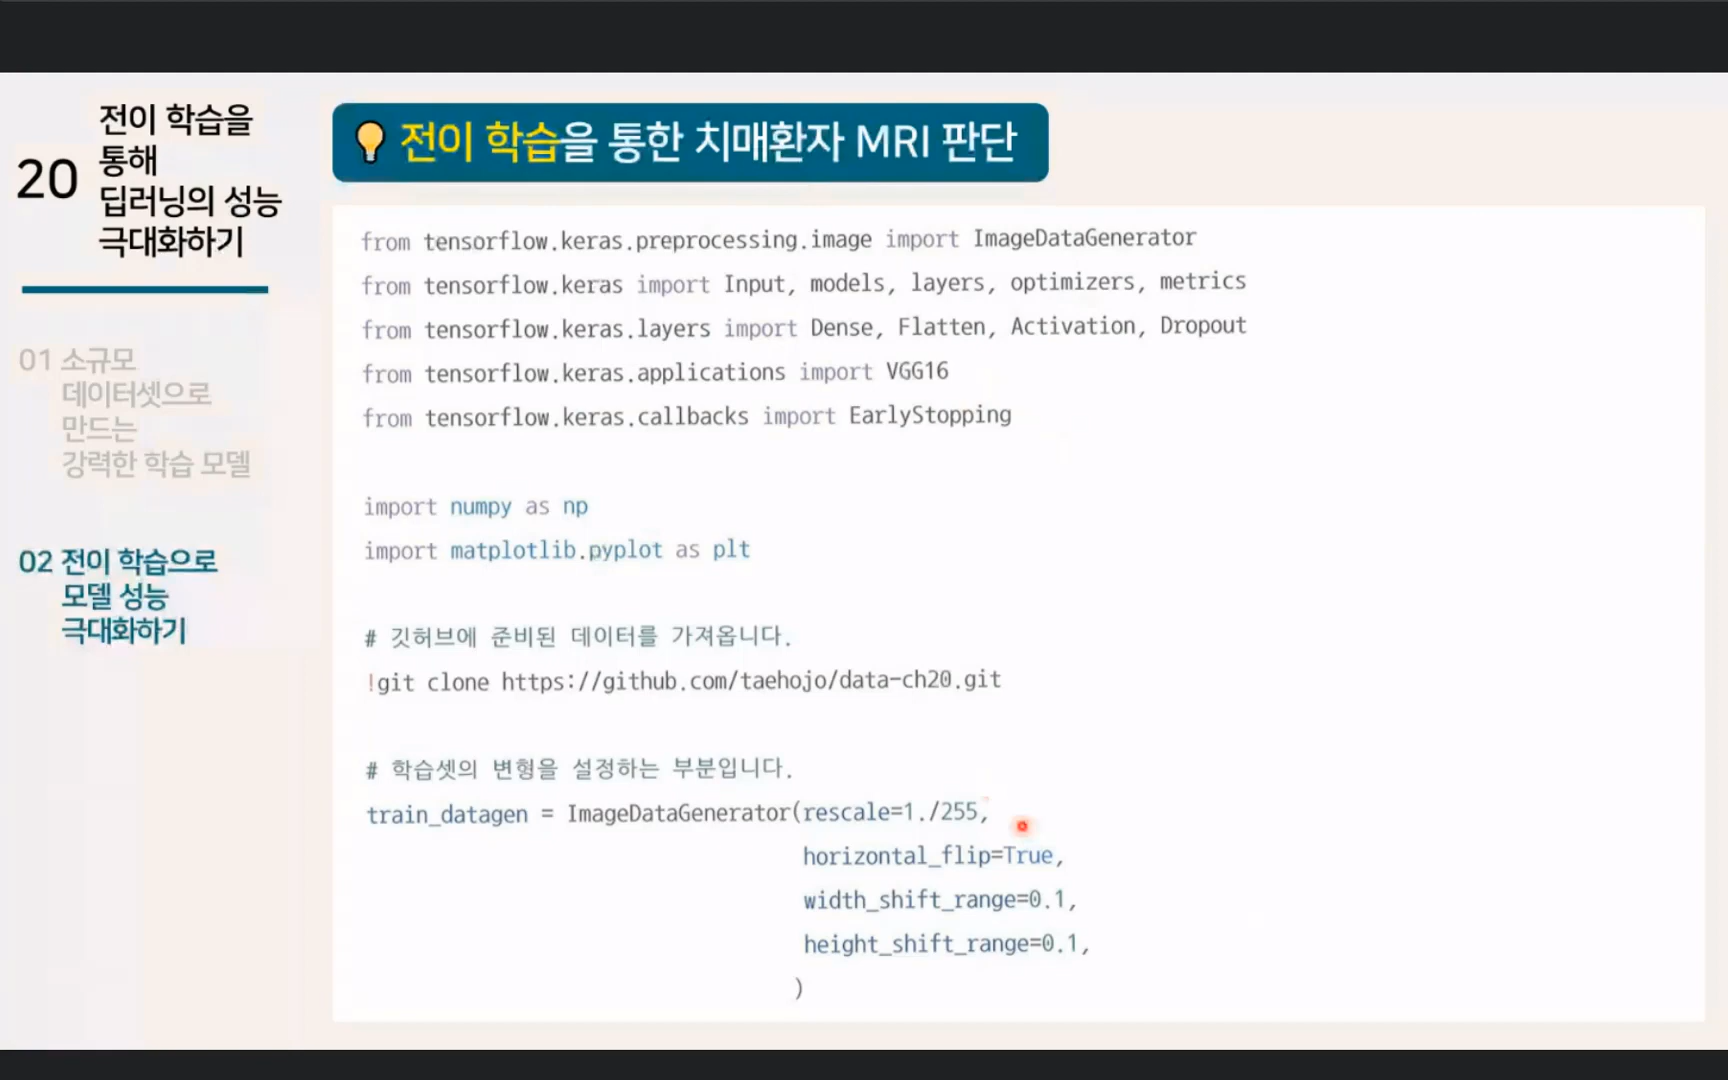 20
전이 학습을
통해
딥러닝의 성능
극대화하기
01 소규모
데이터셋으로
만드는
강력한 학습 모델
02 전이 학습으로
모델 성능
극대화하기
전이 학습을 통한 치매환자 MRI 판단
from tensorflow.keras.preprocessing.image import ImageDataGenerator
from tensorflow.keras import Input, models, layers, optimizers, metrics
from tensorflow.keras.layers import Dense, Flatten, Activation, Dropout
from tensorflow.keras.applications import VGG16
from tensorflow.keras.callbacks import EarlyStopping
import numpy as np
import matplotlib.pyplot as plt
# 깃허브에 준비된 데이터를 가져옵니다.
!git clone https://github.com/taehojo/data-ch20.git
# 학습셋의 변형을 설정하는 부분입니다.
train_datagen = ImageDataGenerator(rescale=1./255,
horizontal_flip=True,
width_shift_range=0.1,
height_shift_range=0.1,
)